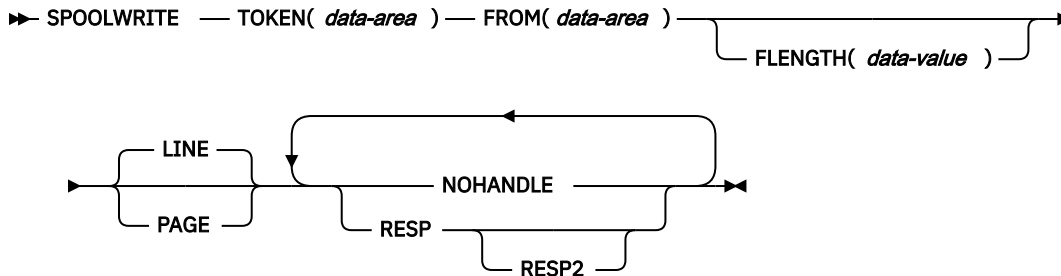 SPOOLWRITE TOKEN( data-area ) FROM( data-area )
FLENGTH( data-value )
LINE
PAGE
NOHANDLE
RESP
RESP2